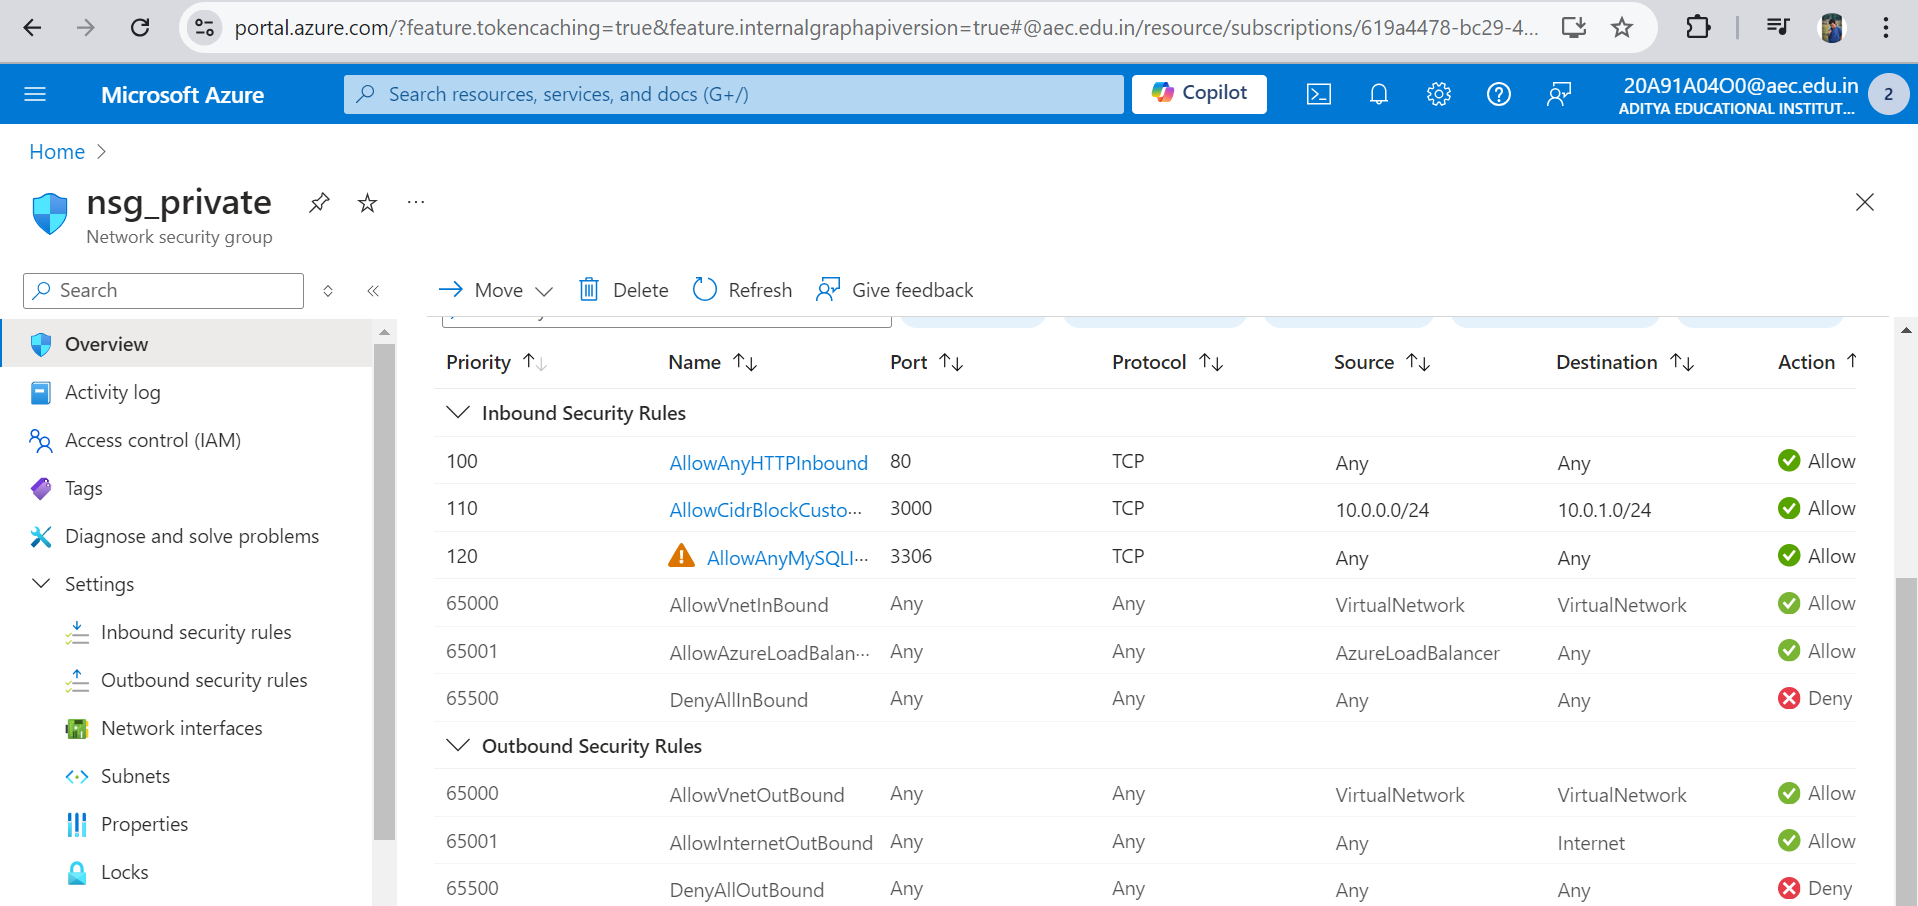 portal.azure.com/?feature.tokencaching=true&feature.internalgraphapiversion=true#@aec.edu.in/resource/subscriptions/619a4478-bc29-4...
Microsoft Azure
Search resources, services, and docs (G+/)
Copilot
20A91A04O0@aec.edu.in
ADITYA EDUCATIONAL INSTITUT...
2
Home
nsg_private
Network security group
Search
Move
Delete
Refresh
Give feedback
Overview
Activity log
Access control (IAM)
Tags
Diagnose and solve problems
Settings
Inbound security rules
Outbound security rules
Network interfaces
Subnets
Properties
Locks
Priority Name Port Protocol Source Destination Action
Inbound Security Rules
100 AllowAnyHTTPInbound 80 TCP Any Any Allow
110 AllowCidrBlockCusto··· 3000 TCP 10.0.0.0/24 10.0.1.0/24 Allow
120 AllowAnyMySQLI··· 3306 TCP Any Any Allow
65000 AllowVnetInBound Any Any VirtualNetwork VirtualNetwork Allow
65001 AllowAzureLoadBalan··· Any Any AzureLoadBalancer Any Allow
65500 DenyAllInBound Any Any Any Any Deny
Outbound Security Rules
65000 AllowVnetOutBound Any Any VirtualNetwork VirtualNetwork Allow
65001 AllowInternetOutBound Any Any Any Internet Allow
65500 DenyAllOutBound Any Any Any Any Deny